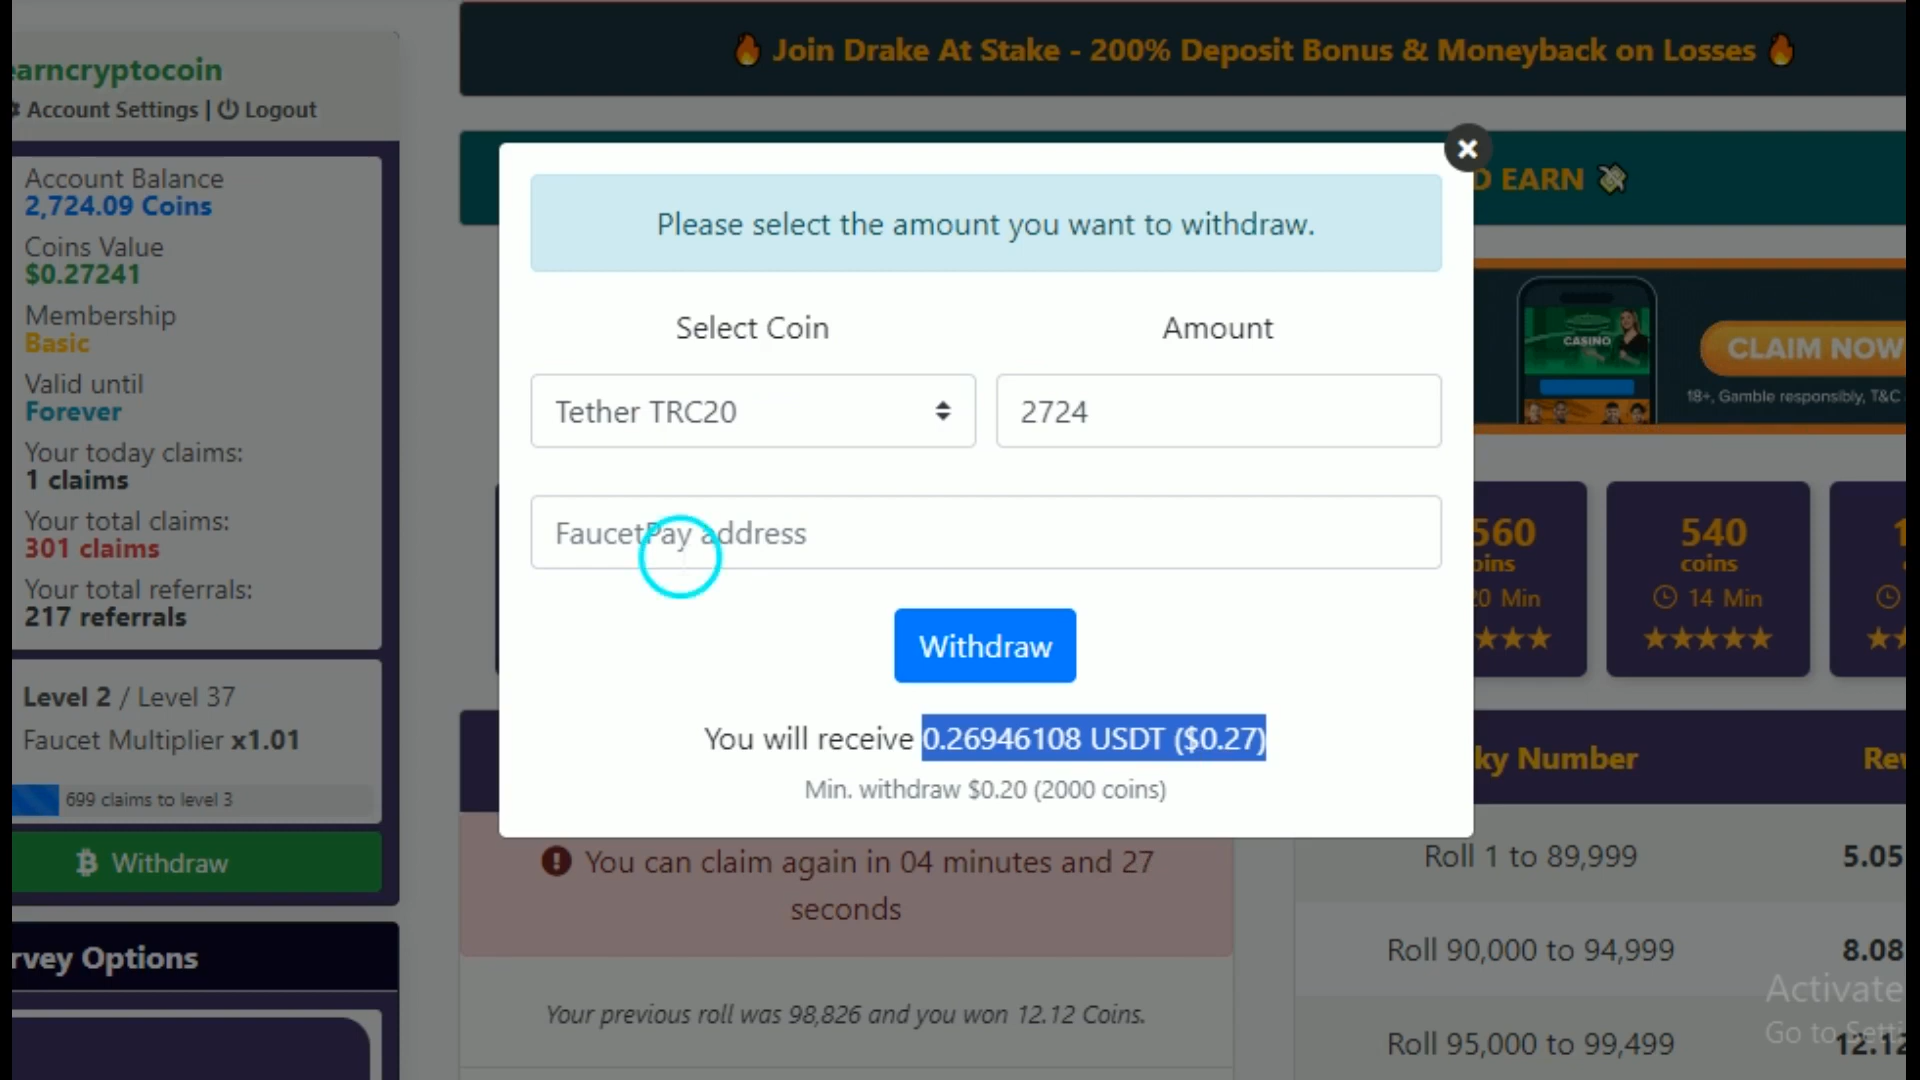 🔥 Join Drake At Stake - 200% Deposit Bonus & Moneyback on Losses 🔥
earncryptocoin
Account Settings | Logout
EARN 💸
Account Balance
2,724.09 Coins
Coins Value
$0.27241
Membership
Basic
Valid until
Forever
Your today claims:
1 claims
Your total claims:
301 claims
Your total referrals:
217 referrals
Level 2 / Level 37
Faucet Multiplier x1.01
699 claims to level 3
Withdraw
Options
Please select the amount you want to withdraw.
Select Coin
Amount
Tether TRC20
2724
FaucetPay address
Withdraw
You will receive 0.26946108 USDT ($0.27)
Min. withdraw $0.20 (2000 coins)
CASINO
CLAIM NOW
18+, Gamble responsibly, T&C
560
Min
540
coins
14 Min
Number
You can claim again in 04 minutes and 27
seconds
Your previous roll was 98,826 and you won 12.12 Coins.
Roll 1 to 89,999
5.05
Roll 90,000 to 94,999
8.08
Roll 95,000 to 99,499
12.12
Activate
Go to